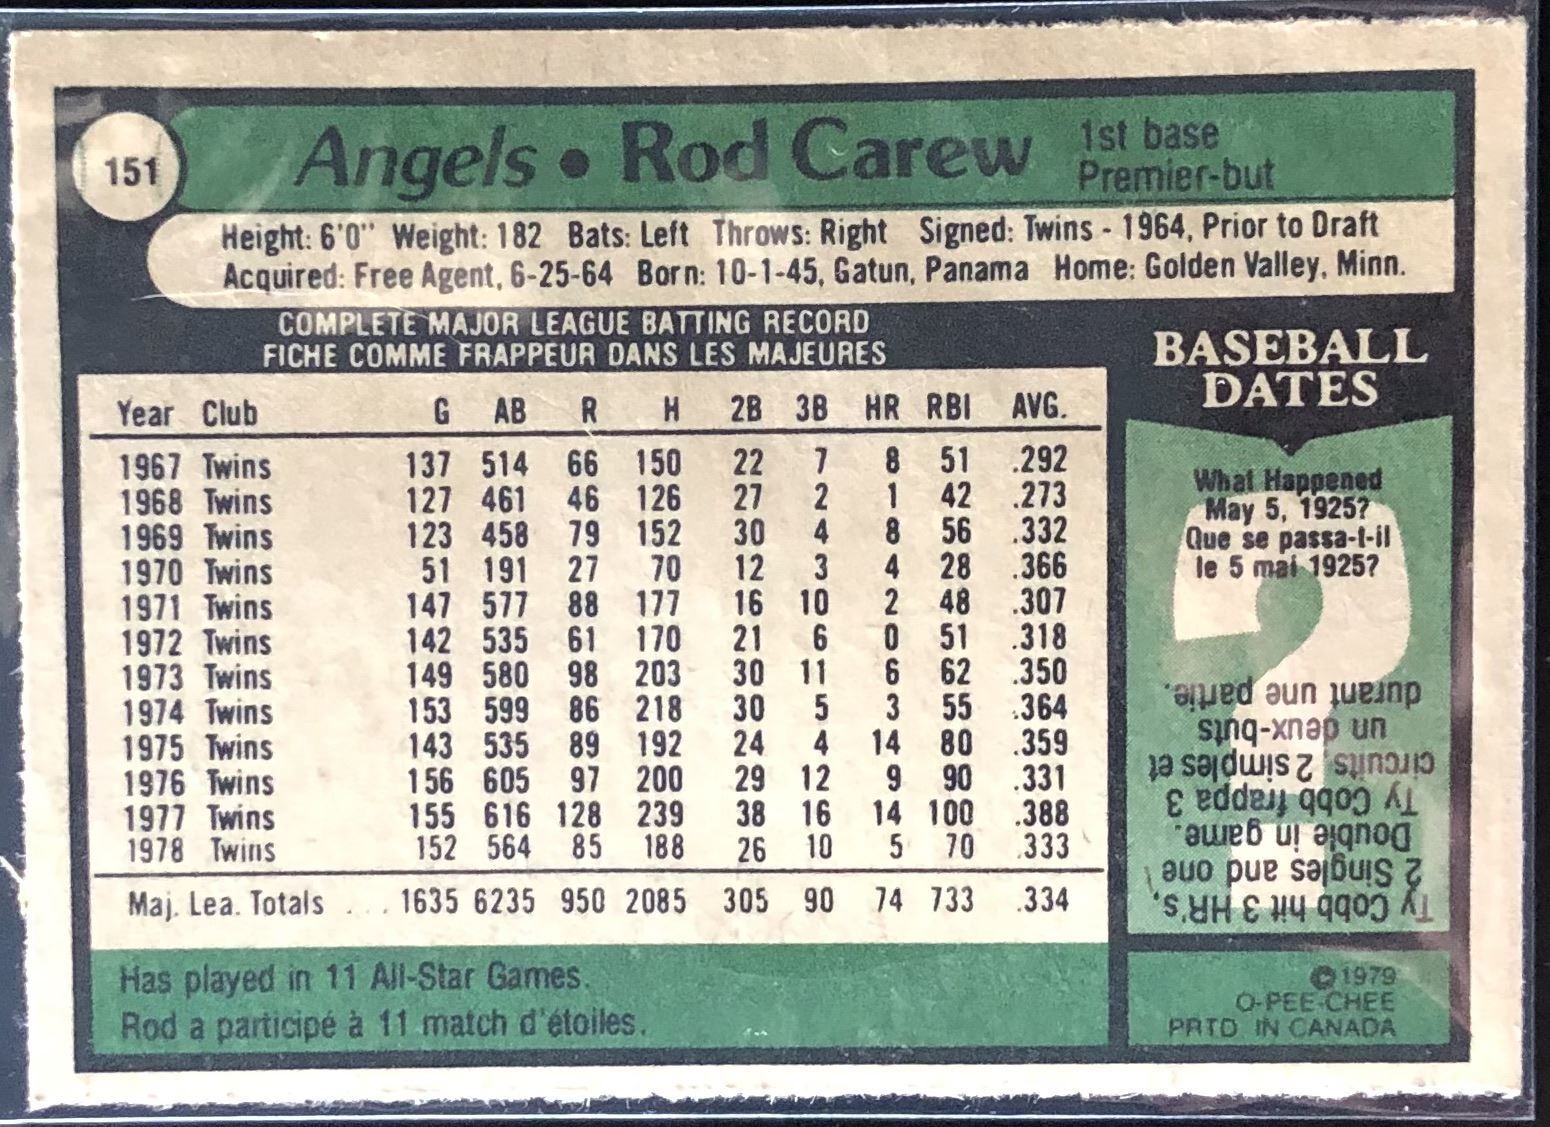 151
Angels • Rod Carew
1st base
Premier-but
Height: 6'0" Weight: 182 Bats: Left Throws: Right Signed: Twins - 1964, Prior to Draft
Acquired: Free Agent, 6-25-64 Born: 10-1-45, Gatun, Panama Home: Golden Valley, Minn.
COMPLETE MAJOR LEAGUE BATTING RECORD
FICHE COMME FRAPPEUR DANS LES MAJEURES
Year Club G AB R H 2B 3B HR RBI AVG.
1967 Twins 137 514 66 150 22 7 8 51 .292
1968 Twins 127 461 46 126 27 2 1 42 .273
1969 Twins 123 458 79 152 30 4 8 56 .332
1970 Twins 51 191 27 70 12 3 4 28 .366
1971 Twins 147 577 88 177 16 10 2 48 .307
1972 Twins 142 535 61 170 21 6 0 51 .318
1973 Twins 149 580 98 203 30 11 6 62 .350
1974 Twins 153 599 86 218 30 5 3 55 .364
1975 Twins 143 535 89 192 24 4 14 80 .359
1976 Twins 156 605 97 200 29 12 9 90 .331
1977 Twins 155 616 128 239 38 16 14 100 .388
1978 Twins 152 564 85 188 26 10 5 70 .333
Maj. Lea. Totals ... 1635 6235 950 2085 305 90 74 733 .334
Has played in 11 All-Star Games.
Rod a participé à 11 match d'étoiles.
BASEBALL
DATES
What Happened
May 5, 1925?
Que se passa-t-il
le 5 mai 1925?
Ty Cobb hit 3 HR's,
2 Singles and one
Double in game.
Ty Cobb frappa 3
circuits, 2 simples et
un deux-buts
durant une partie.
©1979
O-PEE-CHEE
PRTD IN CANADA